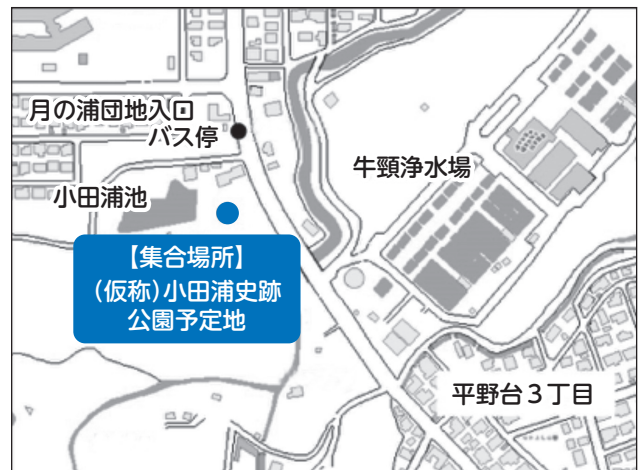 月の浦団地入口
バス停
牛頸浄水場
小田浦池
【集合場所】
（仮称）小田浦史跡
公園予定地
平野台３丁目